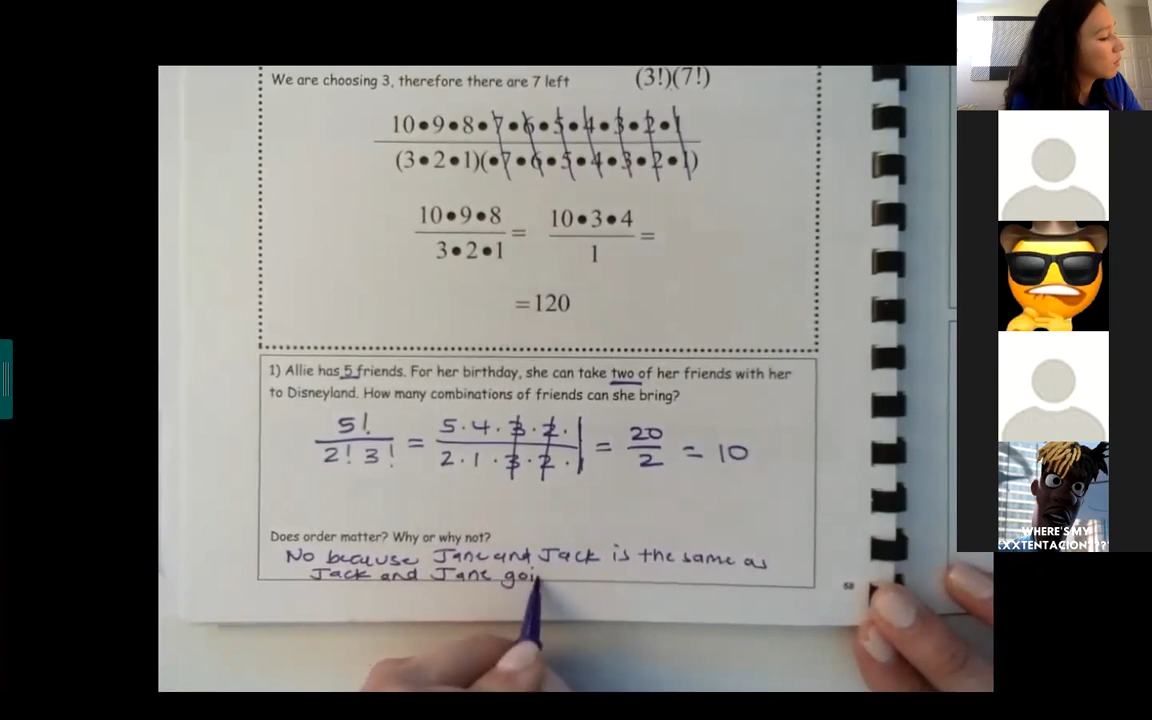 We are choosing 3, therefore there are 7 left (3!)(7!)
10•9•8•7•6•5•4•3•2•1
(3•2•1)(•7•6•5•4•3•2•1)
10•9•8 = 10•3•4 =
3•2•1 1
=120
1) Allie has 5 friends. For her birthday, she can take two of her friends with her
to Disneyland. How many combinations of friends can she bring?
5! = 5·4·3·2·1 = 20 = 10
2! 3! 2·1·3·2·1 2
Does order matter? Why or why not?
No because Jane and Jack is the same as
Jack and Jane goi
58
WHERE'S MY
XXXTENTACION???